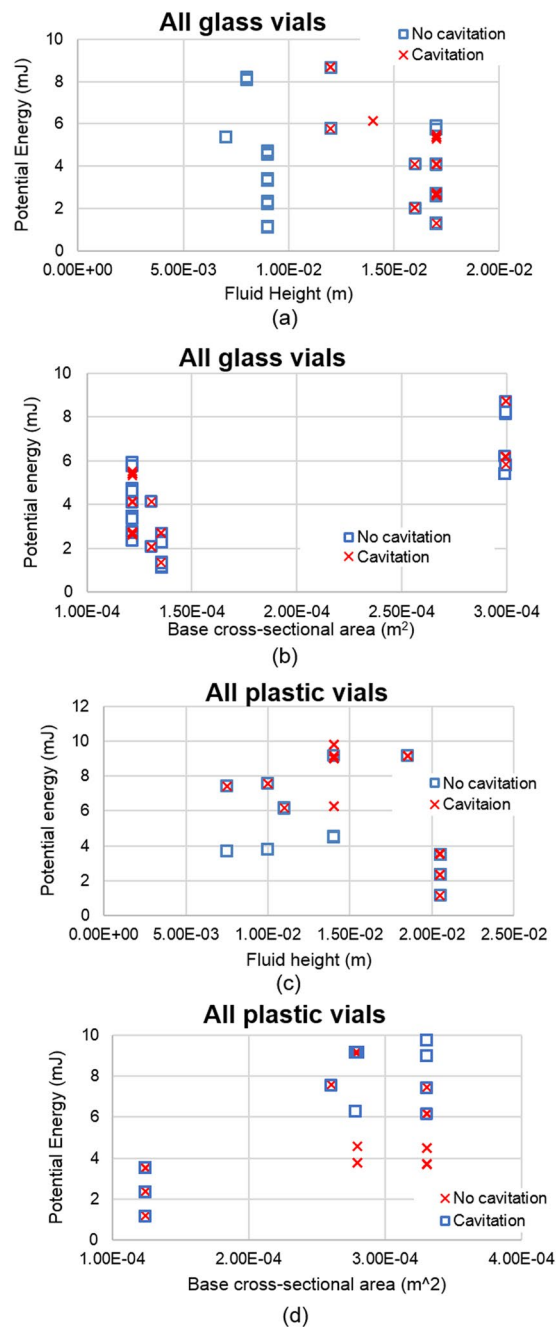 All glass vials
No cavitation
Cavitation
10
8
6
4
2
0
Potential Energy (mJ)
0.00E+00 5.00E-03 1.00E-02 1.50E-02 2.00E-02
Fluid Height (m)
(a)
All glass vials
10
8
6
4
2
0
Potential energy (mJ)
No cavitation
Cavitation
1.00E-04 1.50E-04 2.00E-04 2.50E-04 3.00E-04
Base cross-sectional area (m²)
(b)
All plastic vials
12
10
8
6
4
2
0
Potential energy (mJ)
No cavitation
Cavitaion
0.00E+00 5.00E-03 1.00E-02 1.50E-02 2.00E-02 2.50E-02
Fluid height (m)
(c)
All plastic vials
10
8
6
4
2
0
Potential Energy (mJ)
No cavitation
Cavitation
1.00E-04 2.00E-04 3.00E-04 4.00E-04
Base cross-sectional area (m^2)
(d)